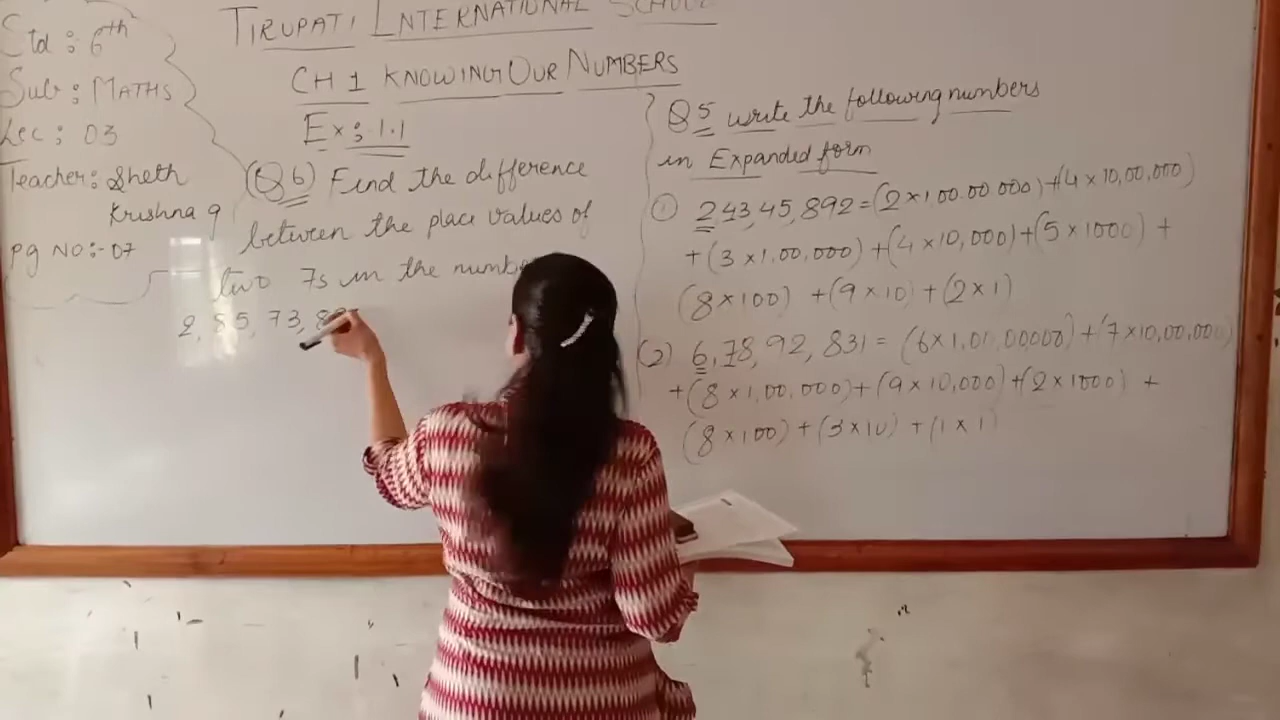 TIRUPATI INTERNATIONAL SCHOOL
CH 1 KNOWING OUR NUMBERS
Ex: 1.1
Std : 6th
Sub : MATHS
Lec : 03
Teacher: Sheth
Krishna g
Pg NO:- 07
(Q 6) Find the difference
between the place values of
two 7s in the number
2,85,73,8
Q 5 write the following numbers
in Expanded form
① 2,43,45,892 = (2×1,00,00,000) + (4×10,00,000)
+ (3×1,00,000) + (4×10,000) + (5×1000) +
(8×100) + (9×10) + (2×1)
(2) 6,78,92,831 = (6×1,00,00000) + (7×10,00,000)
+ (8×1,00,000) + (9×10,000) + (2×1000) +
(8×100) + (3×10) + (1×1)